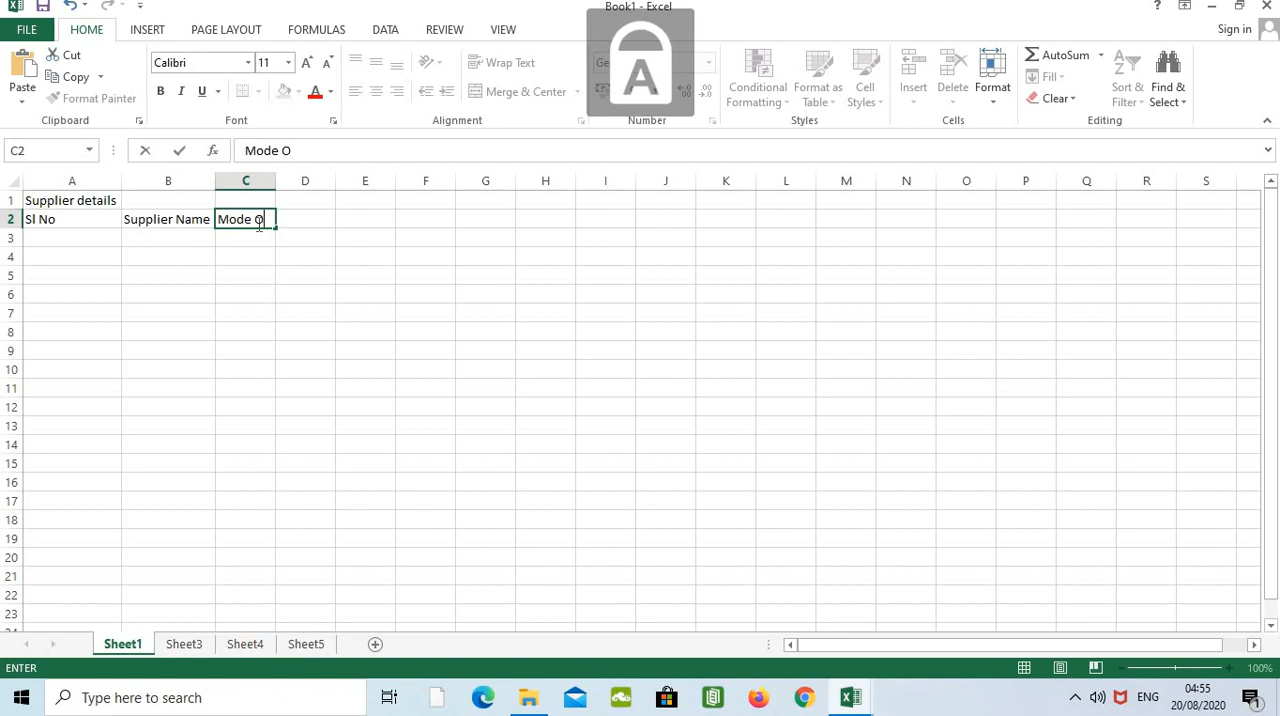 Book1 - Excel
?
FILE HOME INSERT PAGE LAYOUT FORMULAS DATA REVIEW VIEW Sign in
Paste Cut Copy Format Painter Clipboard
Calibri 11 B I U A Font
Wrap Text Merge & Center Alignment
A
Ge Number
Conditional Formatting Format as Table Cell Styles Styles
Insert Delete Format Cells
AutoSum Fill Clear Sort & Filter Find & Select Editing
C2 fx Mode O
A B C D E F G H I J K L M N O P Q R S
1 Supplier details
2 Sl No Supplier Name Mode O
3
4
5
6
7
8
9
10
11
12
13
14
15
16
17
18
19
20
21
22
23
Sheet1 Sheet3 Sheet4 Sheet5
ENTER 100%
Type here to search ENG 04:55
20/08/2020